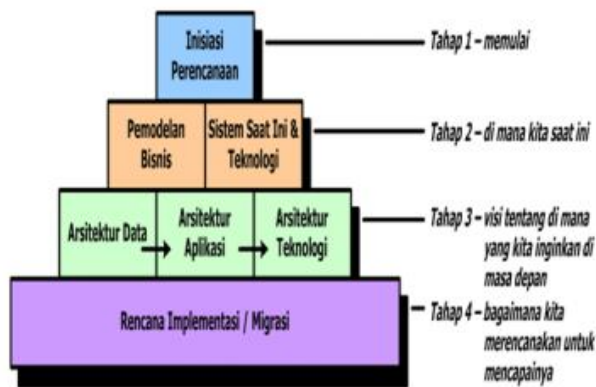 Inisiasi
Perencanaan
Tahap 1 – memulai
Pemodelan
Bisnis
Sistem Saat Ini &
Teknologi
Tahap 2 – di mana kita saat ini
Arsitektur Data
Arsitektur
Aplikasi
Arsitektur
Teknologi
Tahap 3 – visi tentang di mana
yang kita inginkan di
masa depan
Rencana Implementasi / Migrasi
Tahap 4 – bagaimana kita
merencanakan untuk
mencapainya